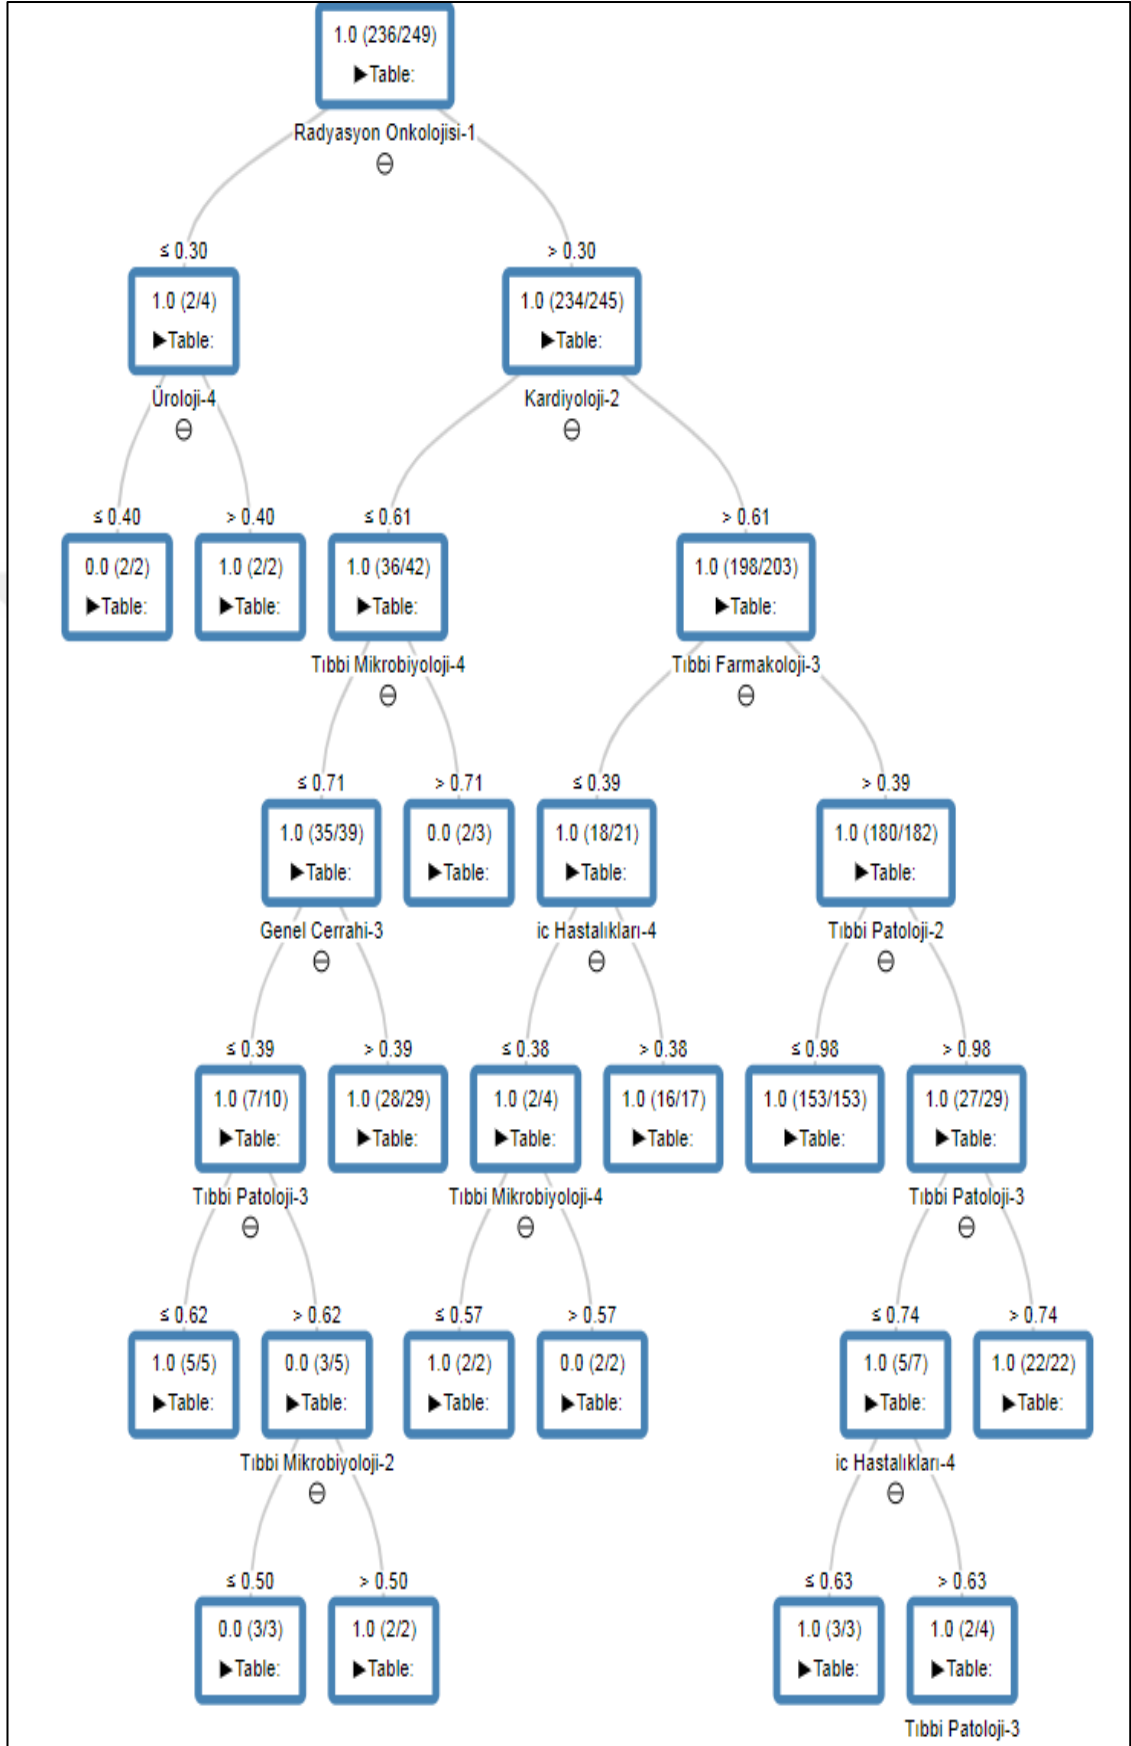 1.0 (236/249)
▶Table:
Radyasyon Onkolojisi-1
≤ 0.30
> 0.30
1.0 (2/4)
▶Table:
1.0 (234/245)
▶Table:
Üroloji-4
Kardiyoloji-2
≤ 0.40
> 0.40
≤ 0.61
> 0.61
0.0 (2/2)
▶Table:
1.0 (2/2)
▶Table:
1.0 (36/42)
▶Table:
1.0 (198/203)
▶Table:
Tıbbi Mikrobiyoloji-4
Tıbbi Farmakoloji-3
≤ 0.71
> 0.71
≤ 0.39
> 0.39
1.0 (35/39)
▶Table:
0.0 (2/3)
▶Table:
1.0 (18/21)
▶Table:
1.0 (180/182)
▶Table:
Genel Cerrahi-3
ic Hastalıkları-4
Tıbbi Patoloji-2
≤ 0.39
> 0.39
≤ 0.38
> 0.38
≤ 0.98
> 0.98
1.0 (7/10)
▶Table:
1.0 (28/29)
▶Table:
1.0 (2/4)
▶Table:
1.0 (16/17)
▶Table:
1.0 (153/153)
▶Table:
1.0 (27/29)
▶Table:
Tıbbi Patoloji-3
Tıbbi Mikrobiyoloji-4
Tıbbi Patoloji-3
≤ 0.62
> 0.62
≤ 0.57
> 0.57
≤ 0.74
> 0.74
1.0 (5/5)
▶Table:
0.0 (3/5)
▶Table:
1.0 (2/2)
▶Table:
0.0 (2/2)
▶Table:
1.0 (5/7)
▶Table:
1.0 (22/22)
▶Table:
Tıbbi Mikrobiyoloji-2
ic Hastalıkları-4
≤ 0.50
> 0.50
≤ 0.63
> 0.63
0.0 (3/3)
▶Table:
1.0 (2/2)
▶Table:
1.0 (3/3)
▶Table:
1.0 (2/4)
▶Table:
Tıbbi Patoloji-3